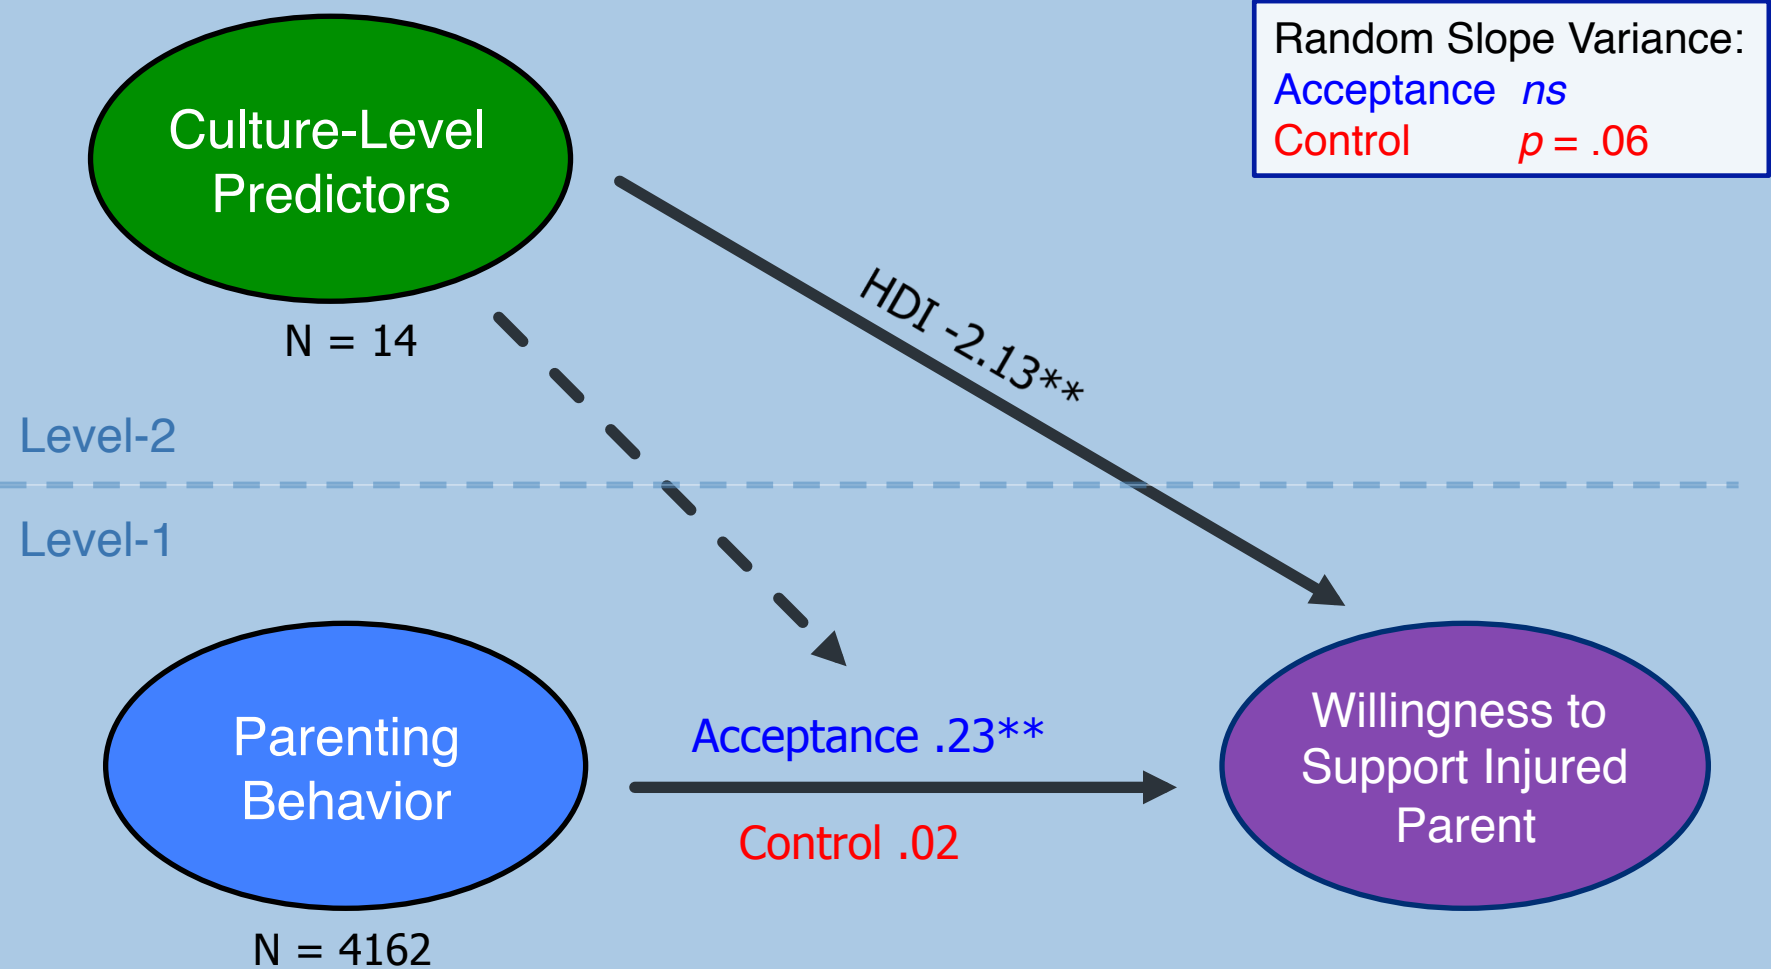 Random Slope Variance:
Acceptance ns
Control p = .06
Culture-Level
Predictors
N = 14
HDI -2.13**
Level-2
Level-1
Parenting
Behavior
N = 4162
Acceptance .23**
Control .02
Willingness to
Support Injured
Parent